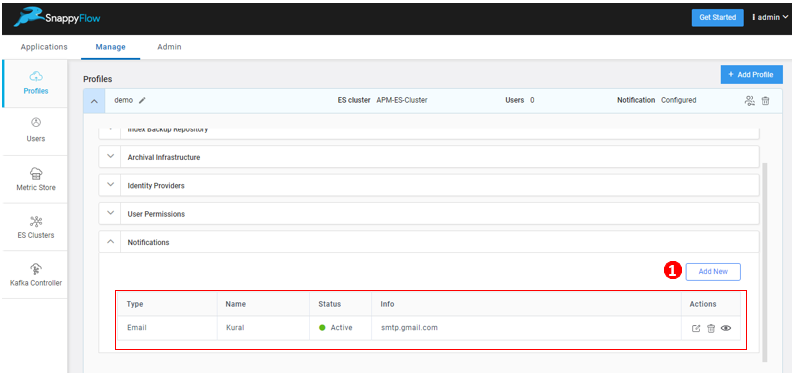 SnappyFlow
Get Started
admin
Applications Manage Admin
Profiles
Users
Metric Store
ES Clusters
Kafka Controller
Profiles
+ Add Profile
demo ES cluster APM-ES-Cluster Users 0 Notification Configured
Index Backup Repository
Archival Infrastructure
Identity Providers
User Permissions
Notifications
1 Add New
Type Name Status Info Actions
Email Kural Active smtp.gmail.com